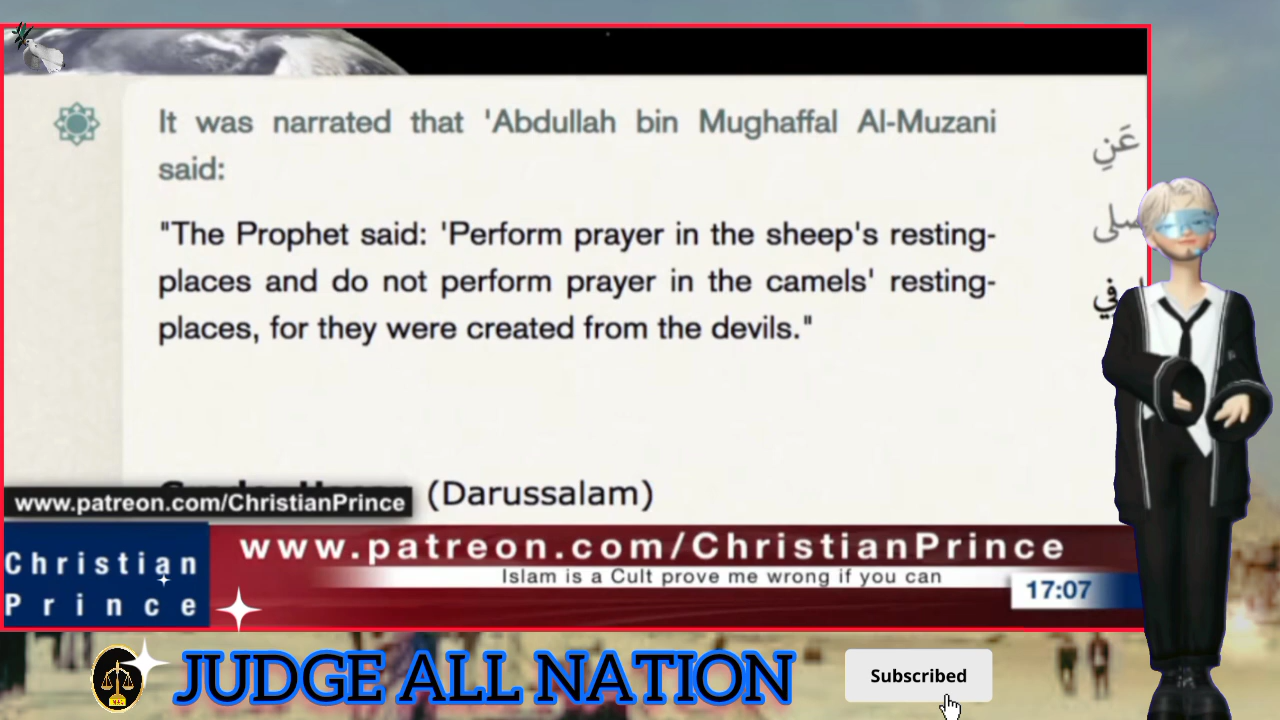 It was narrated that 'Abdullah bin Mughaffal Al-Muzani
said:
"The Prophet said: 'Perform prayer in the sheep's resting-
places and do not perform prayer in the camels' resting-
places, for they were created from the devils."
عَنِ
صلى
في
(Darussalam)
www.patreon.com/ChristianPrince
Christian
Prince
www.patreon.com/ChristianPrince
Islam is a Cult prove me wrong if you can
17:07
JUDGE ALL NATION
Subscribed